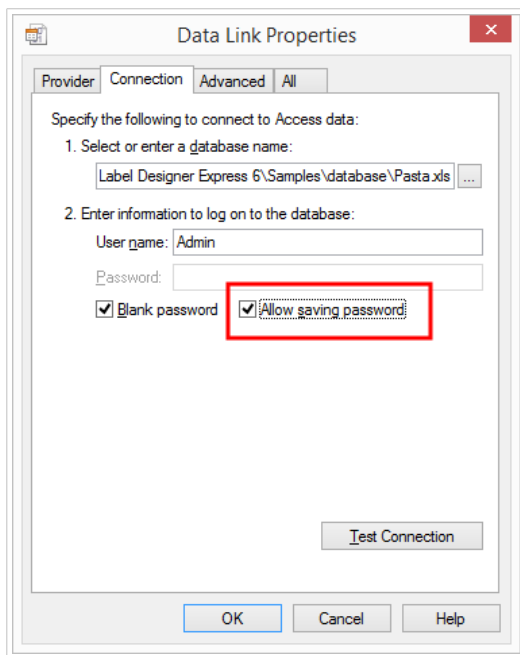 Data Link Properties
Provider Connection Advanced All
Specify the following to connect to Access data:
1. Select or enter a database name:
Label Designer Express 6\Samples\database\Pasta.xls ...
2. Enter information to log on to the database:
User name: Admin
Password:
Blank password Allow saving password
Test Connection
OK Cancel Help